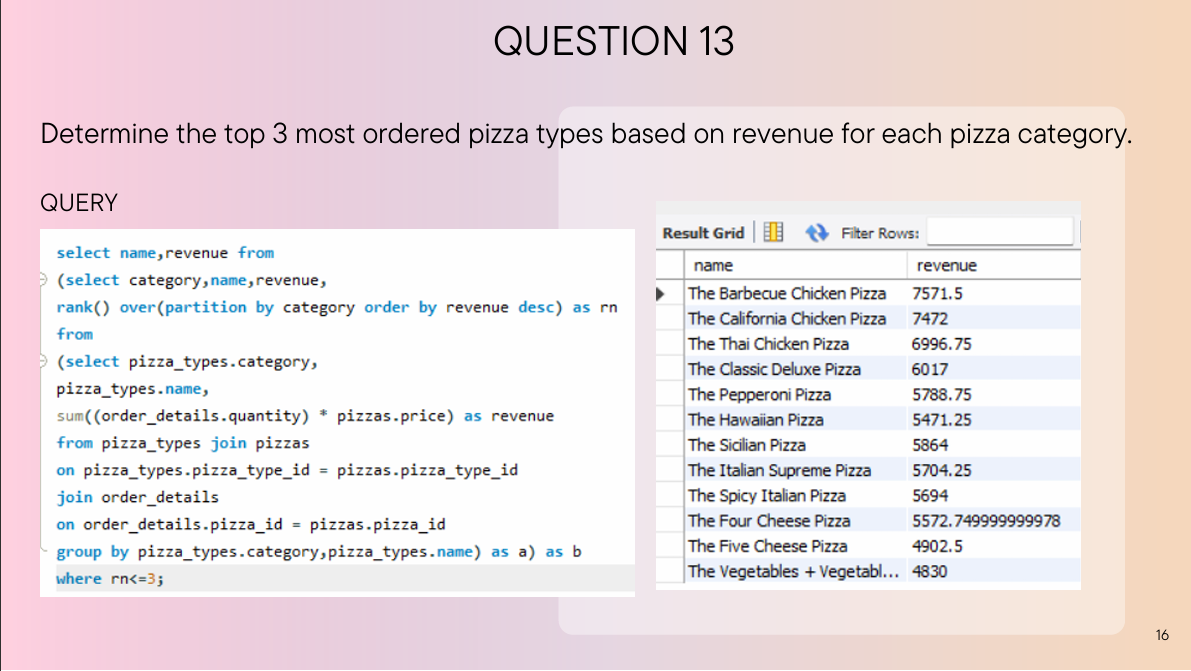 QUESTION 13
Determine the top 3 most ordered pizza types based on revenue for each pizza category.
QUERY
select name,revenue from
(select category,name,revenue,
rank() over(partition by category order by revenue desc) as rn
from
(select pizza_types.category,
pizza_types.name,
sum((order_details.quantity) * pizzas.price) as revenue
from pizza_types join pizzas
on pizza_types.pizza_type_id = pizzas.pizza_type_id
join order_details
on order_details.pizza_id = pizzas.pizza_id
group by pizza_types.category,pizza_types.name) as a) as b
where rn<=3;
Result Grid Filter Rows:
name revenue
The Barbecue Chicken Pizza 7571.5
The California Chicken Pizza 7472
The Thai Chicken Pizza 6996.75
The Classic Deluxe Pizza 6017
The Pepperoni Pizza 5788.75
The Hawaiian Pizza 5471.25
The Sicilian Pizza 5864
The Italian Supreme Pizza 5704.25
The Spicy Italian Pizza 5694
The Four Cheese Pizza 5572.749999999978
The Five Cheese Pizza 4902.5
The Vegetables + Vegetabl... 4830
16